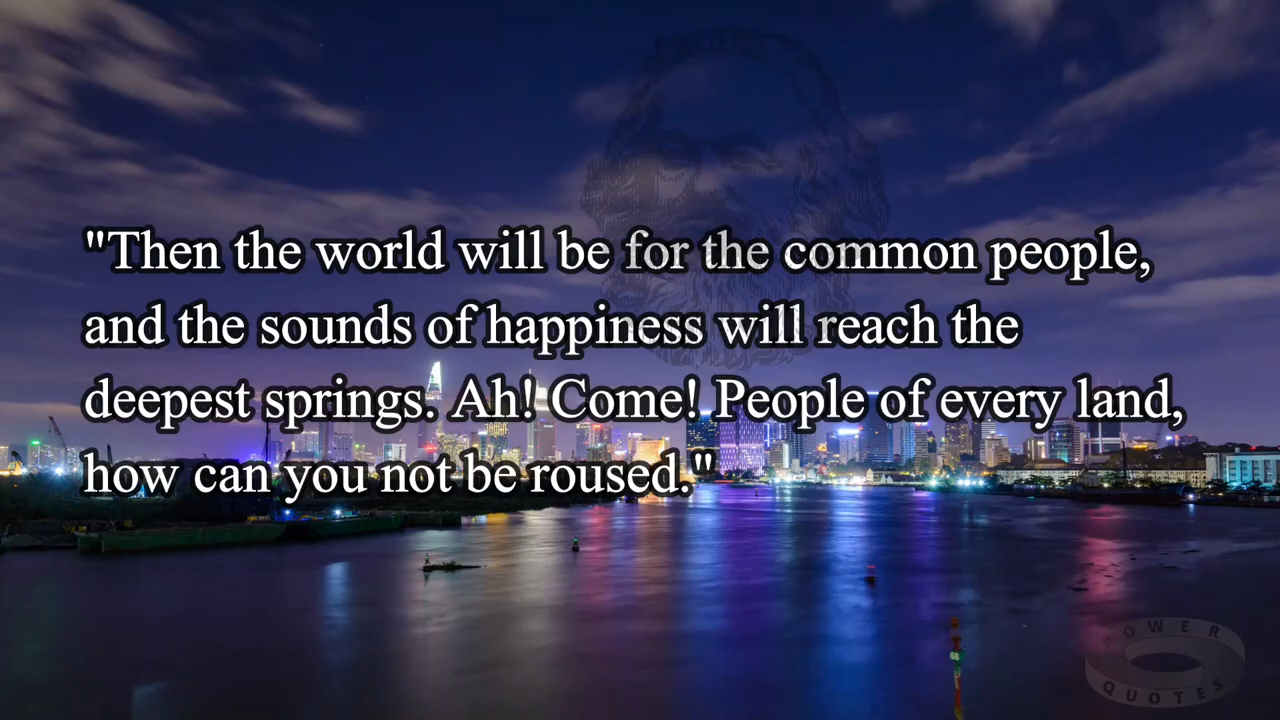 "Then the world will be for the common people,
and the sounds of happiness will reach the
deepest springs. Ah! Come! People of every land,
how can you not be roused."
POWER
QUOTES